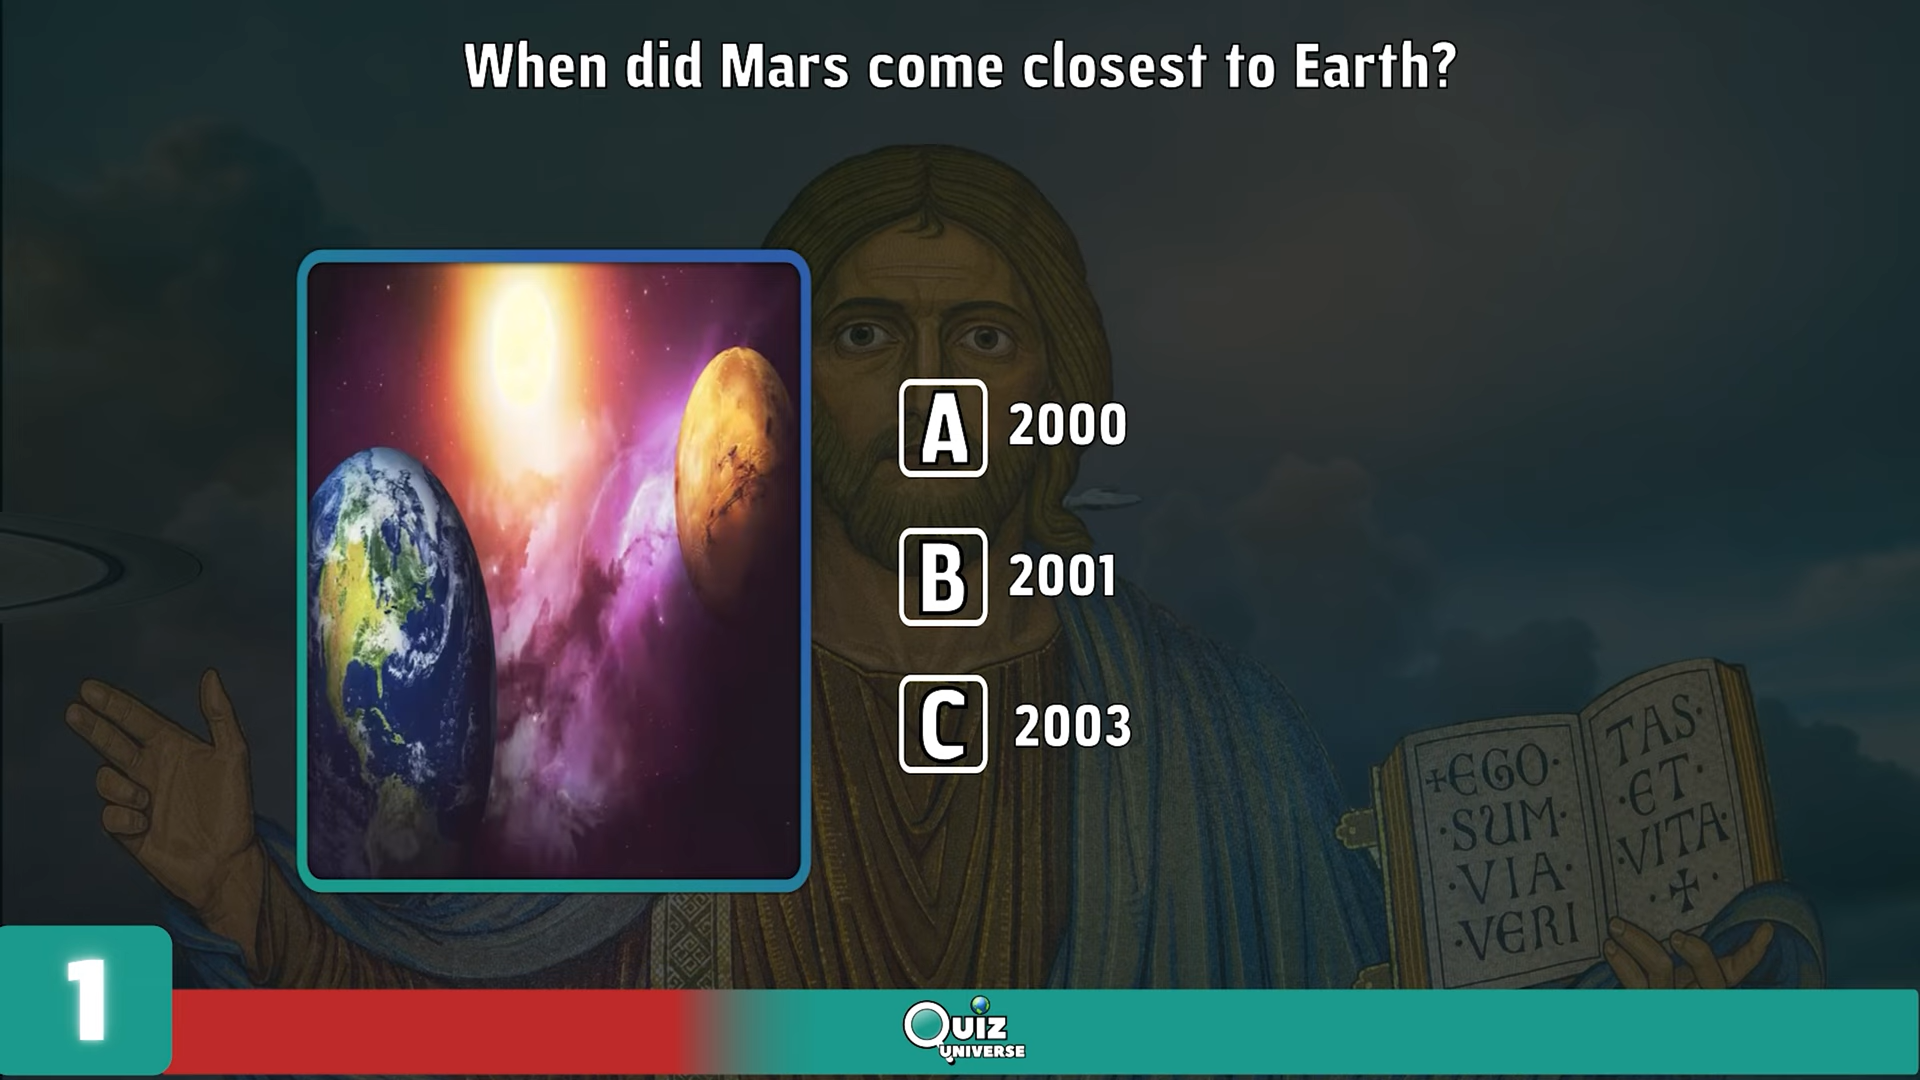 When did Mars come closest to Earth?
A 2000
B 2001
C 2003
+EGO·
·SUM·
·VIA·
·VERI
TAS·
·ET·
·VITA·
·+·
1
QUIZ
UNIVERSE